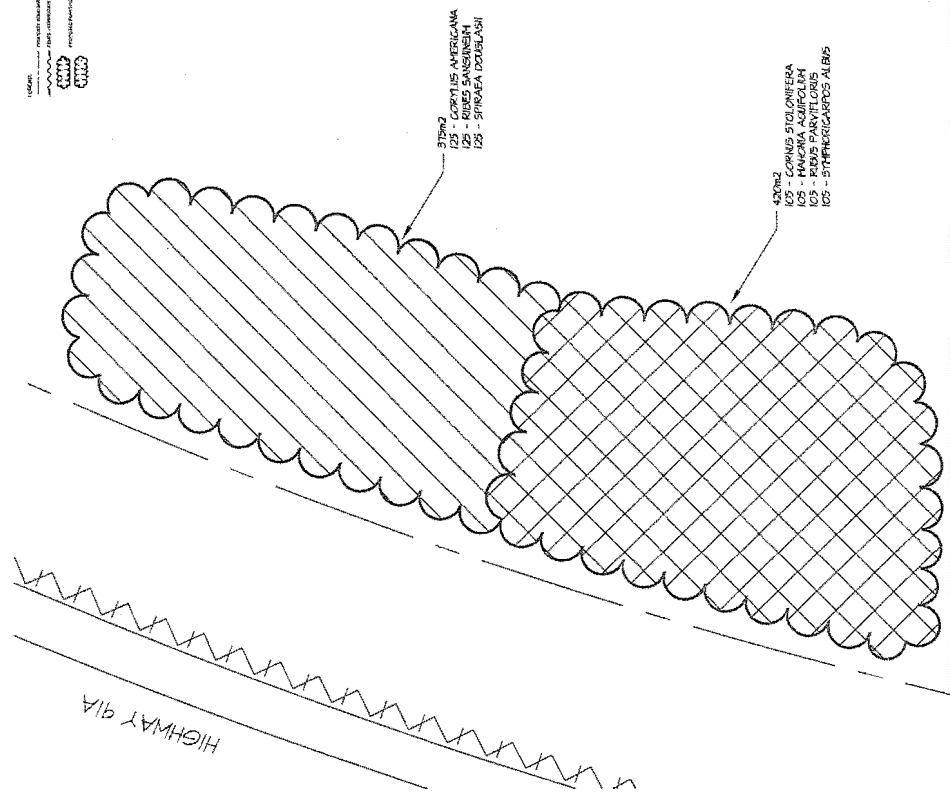 LEGEND
375m2
125 - CORYLUS AMERICANA
125 - RIBES SANGUINEUM
125 - SPIRAEA DOUGLASII
420m2
105 - CORNUS STOLONIFERA
105 - MAHONIA AQUIFOLIUM
105 - RUBUS PARVIFLORUS
105 - SYMPHORICARPOS ALBUS
HIGHWAY 91A